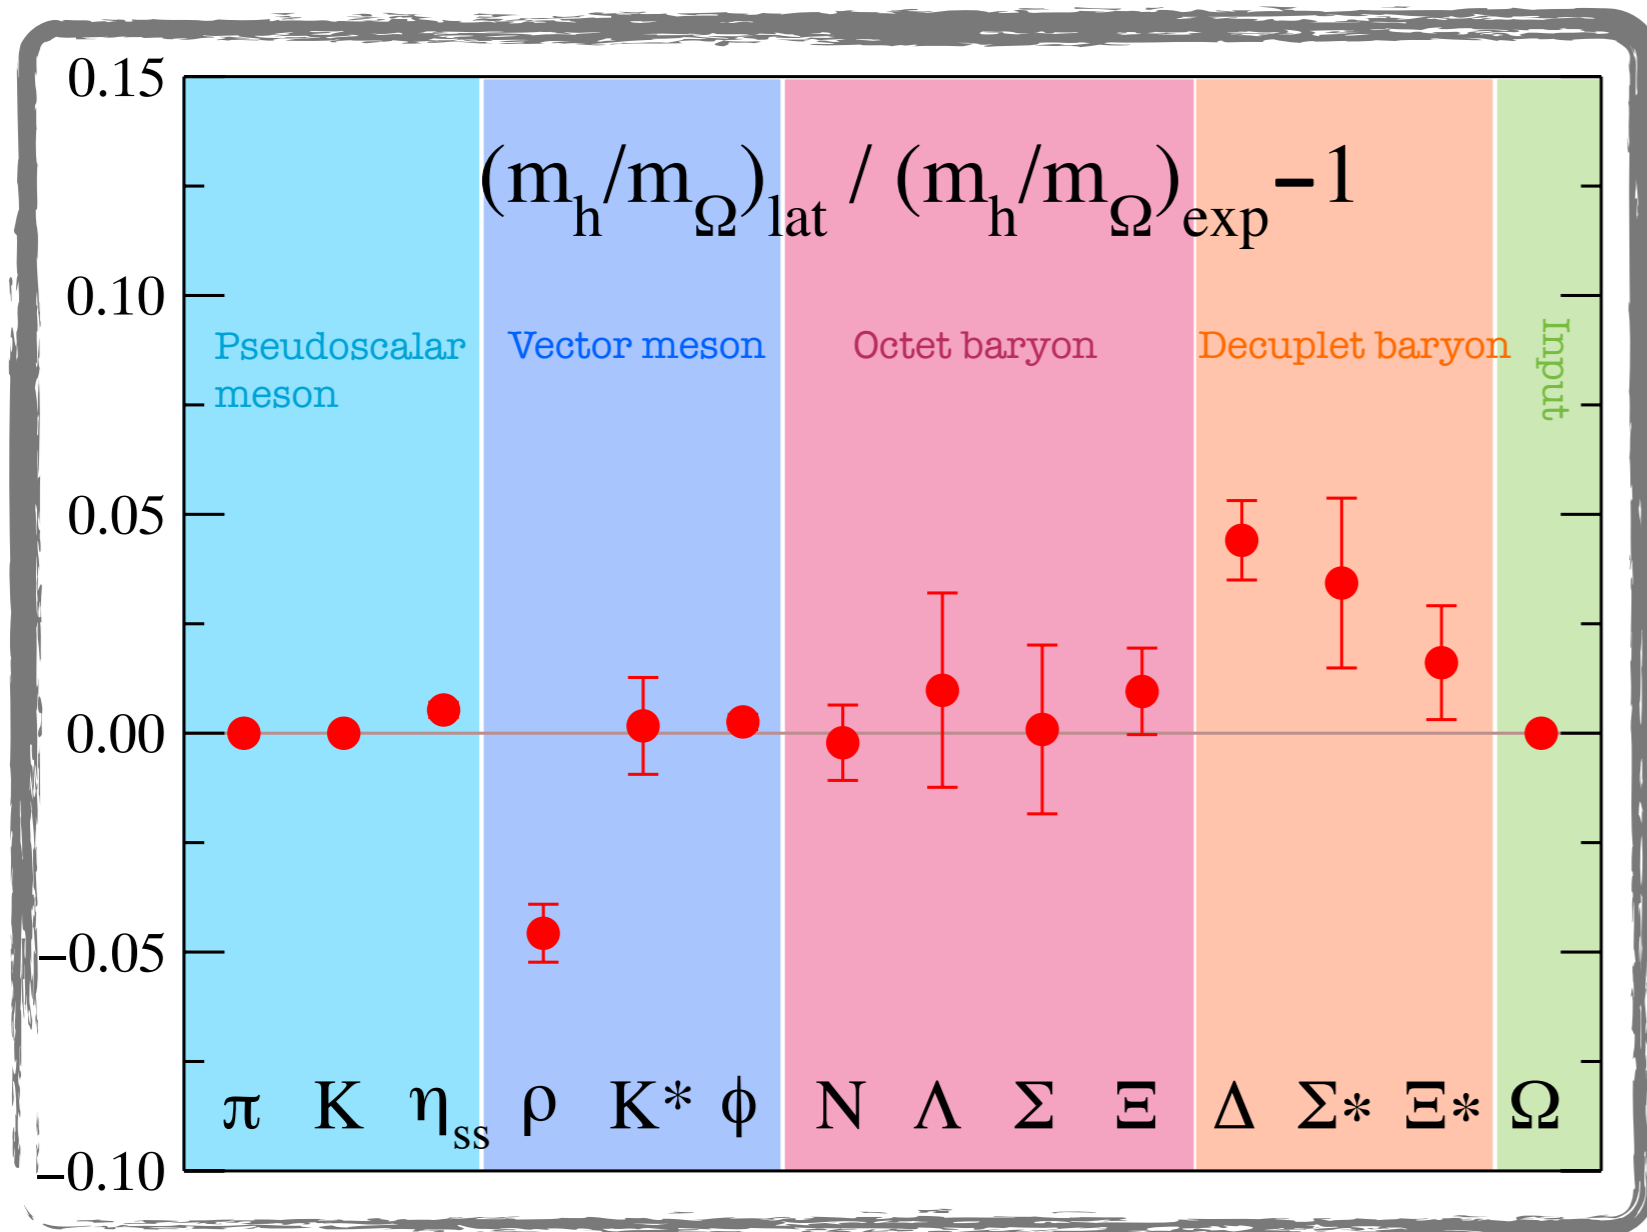 0.15
(m_h/m_Ω)_lat / (m_h/m_Ω)_exp −1
0.10
Pseudoscalar
meson
Vector meson
Octet baryon
Decuplet baryon
Input
0.05
0.00
−0.05
π K η_ss ρ K* ϕ N Λ Σ Ξ Δ Σ* Ξ* Ω
−0.10